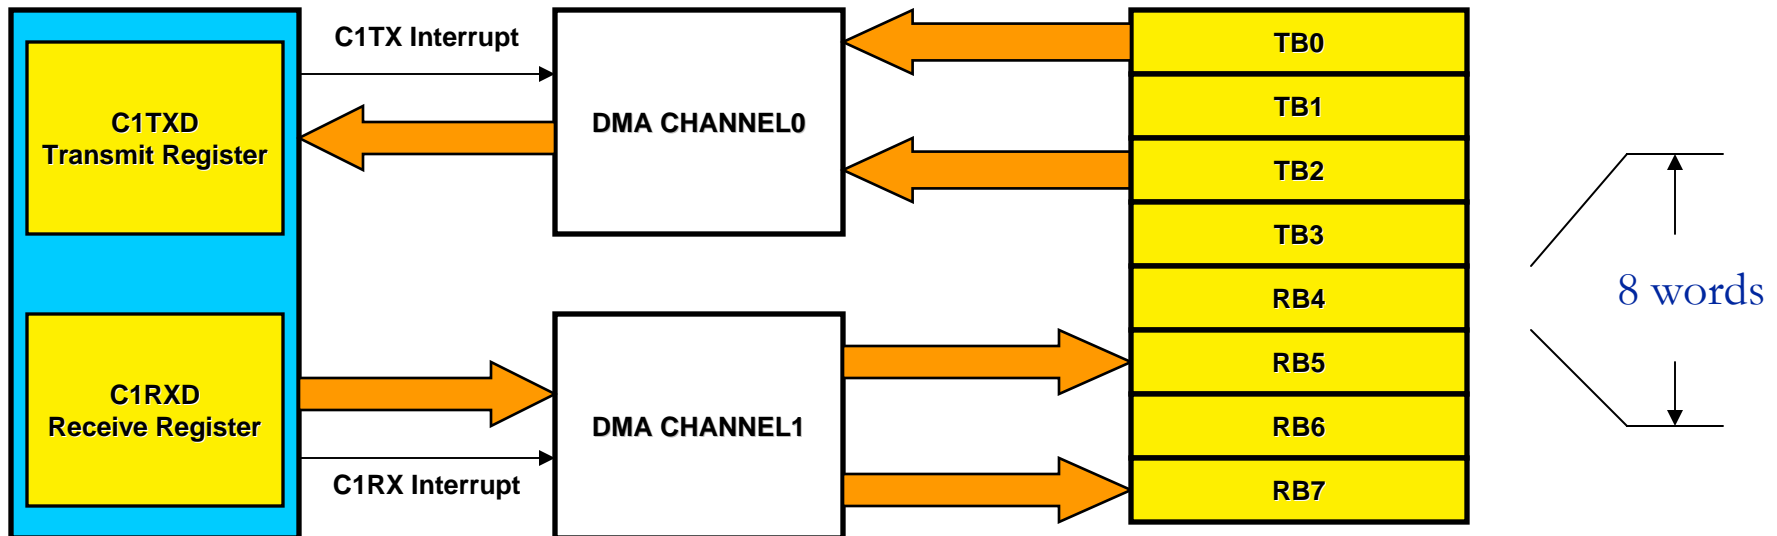 C1TX Interrupt
C1TXD
Transmit Register
DMA CHANNEL0
TB0
TB1
TB2
TB3
RB4
RB5
RB6
RB7
8 words
C1RXD
Receive Register
DMA CHANNEL1
C1RX Interrupt